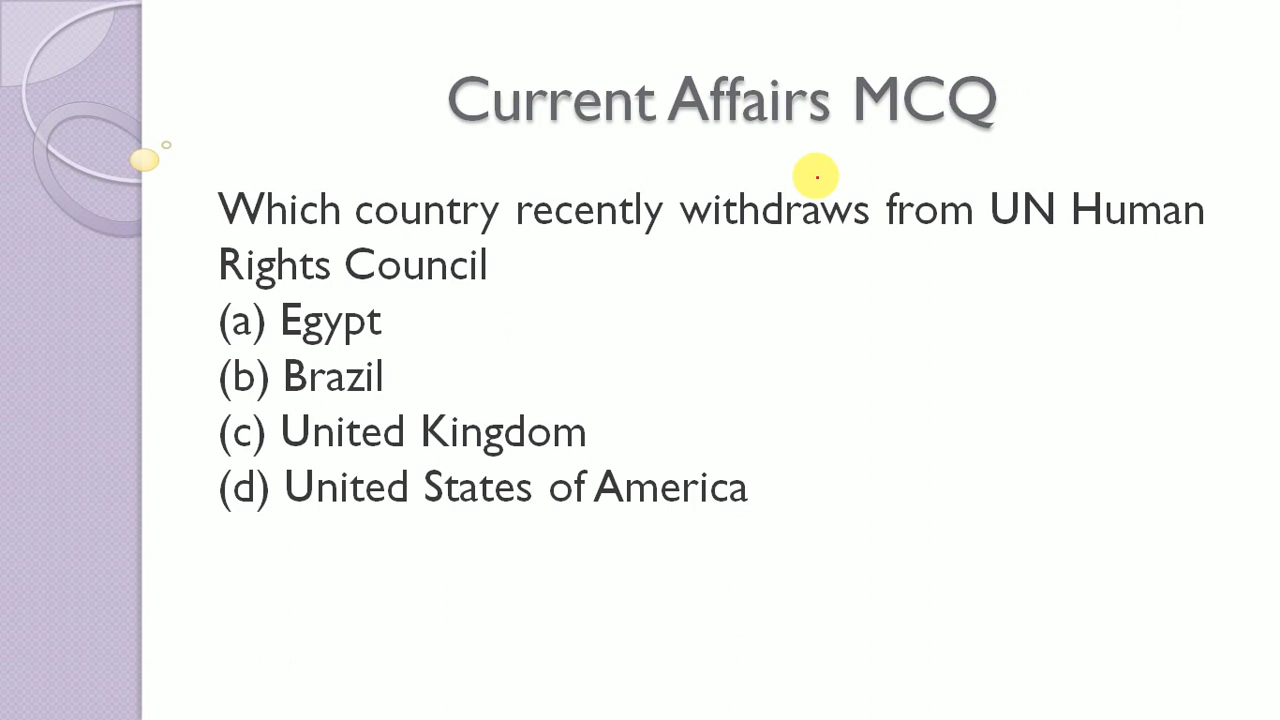 Current Affairs MCQ
Which country recently withdraws from UN Human
Rights Council
(a) Egypt
(b) Brazil
(c) United Kingdom
(d) United States of America